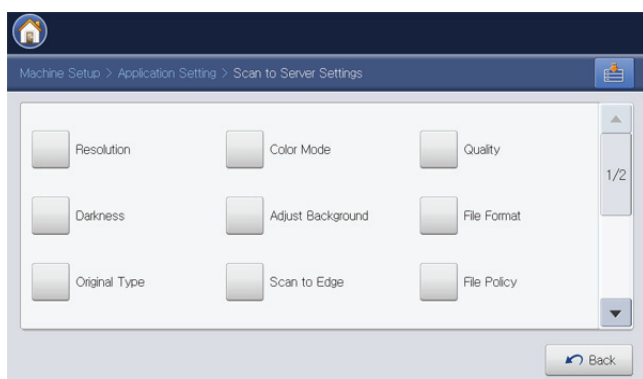 Machine Setup > Application Setting > Scan to Server Settings
Resolution Color Mode Quality
1/2
Darkness Adjust Background File Format
Original Type Scan to Edge File Policy
Back